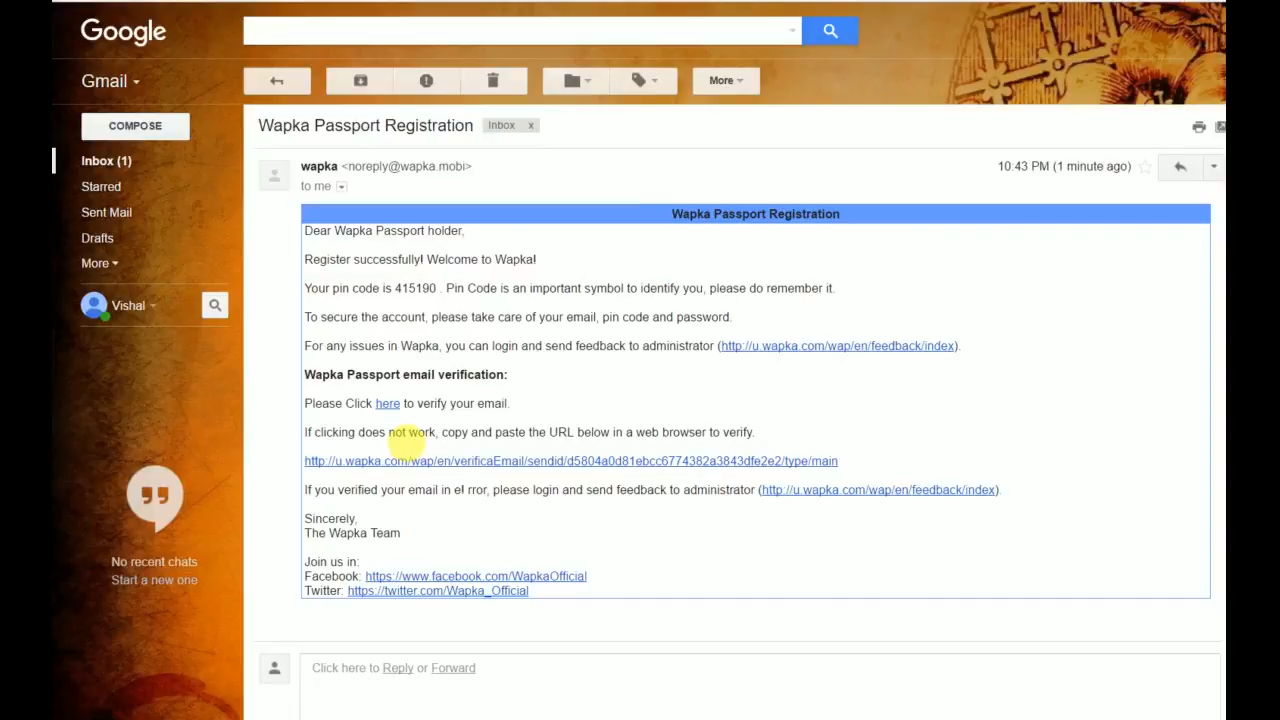 Google
Gmail
More
COMPOSE
Wapka Passport Registration
Inbox x
Inbox (1)
Starred
Sent Mail
Drafts
More
Vishal
No recent chats
Start a new one
wapka <noreply@wapka.mobi>
10:43 PM (1 minute ago)
to me
Wapka Passport Registration
Dear Wapka Passport holder,
Register successfully! Welcome to Wapka!
Your pin code is 415190 . Pin Code is an important symbol to identify you, please do remember it.
To secure the account, please take care of your email, pin code and password.
For any issues in Wapka, you can login and send feedback to administrator (http://u.wapka.com/wap/en/feedback/index).
Wapka Passport email verification:
Please Click here to verify your email.
If clicking does not work, copy and paste the URL below in a web browser to verify.
http://u.wapka.com/wap/en/verificaEmail/sendid/d5804a0d81ebcc6774382a3843dfe2e2/type/main
If you verified your email in e! rror, please login and send feedback to administrator (http://u.wapka.com/wap/en/feedback/index).
Sincerely,
The Wapka Team
Join us in:
Facebook: https://www.facebook.com/WapkaOfficial
Twitter: https://twitter.com/Wapka_Official
Click here to Reply or Forward